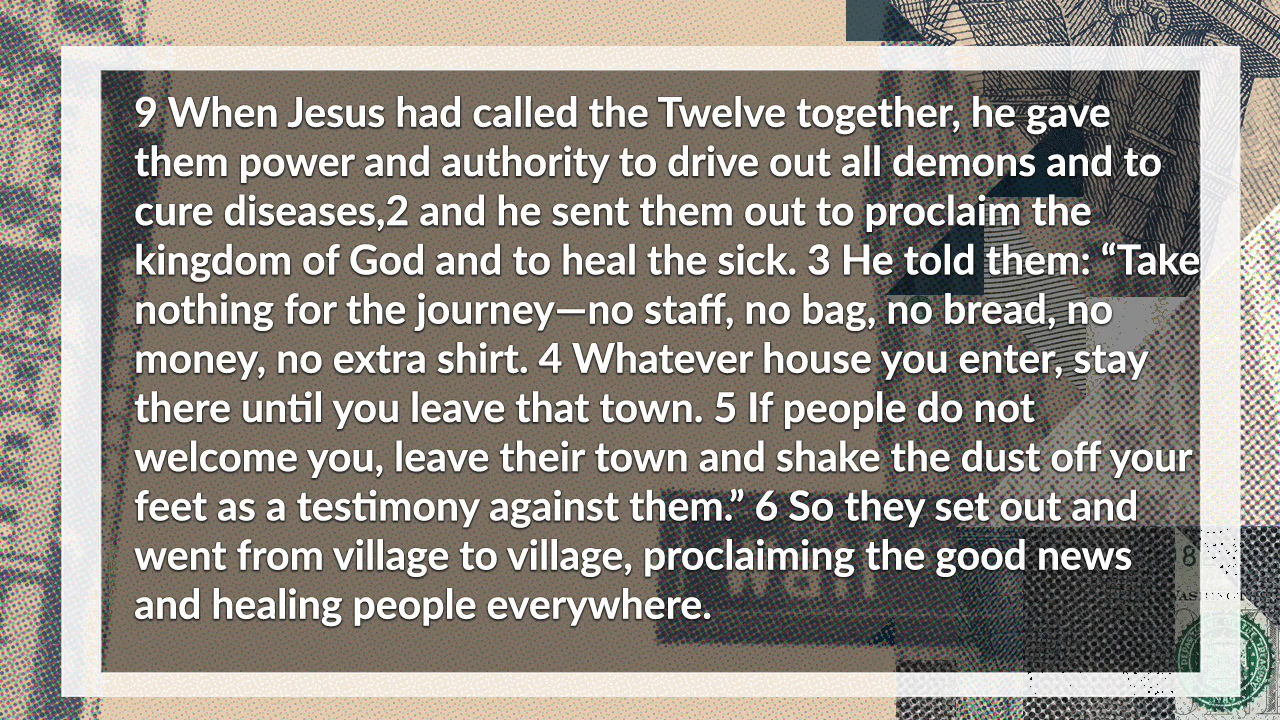 9 When Jesus had called the Twelve together, he gave
them power and authority to drive out all demons and to
cure diseases,2 and he sent them out to proclaim the
kingdom of God and to heal the sick. 3 He told them: “Take
nothing for the journey—no staff, no bag, no bread, no
money, no extra shirt. 4 Whatever house you enter, stay
there until you leave that town. 5 If people do not
welcome you, leave their town and shake the dust off your
feet as a testimony against them.” 6 So they set out and
went from village to village, proclaiming the good news
and healing people everywhere.
8